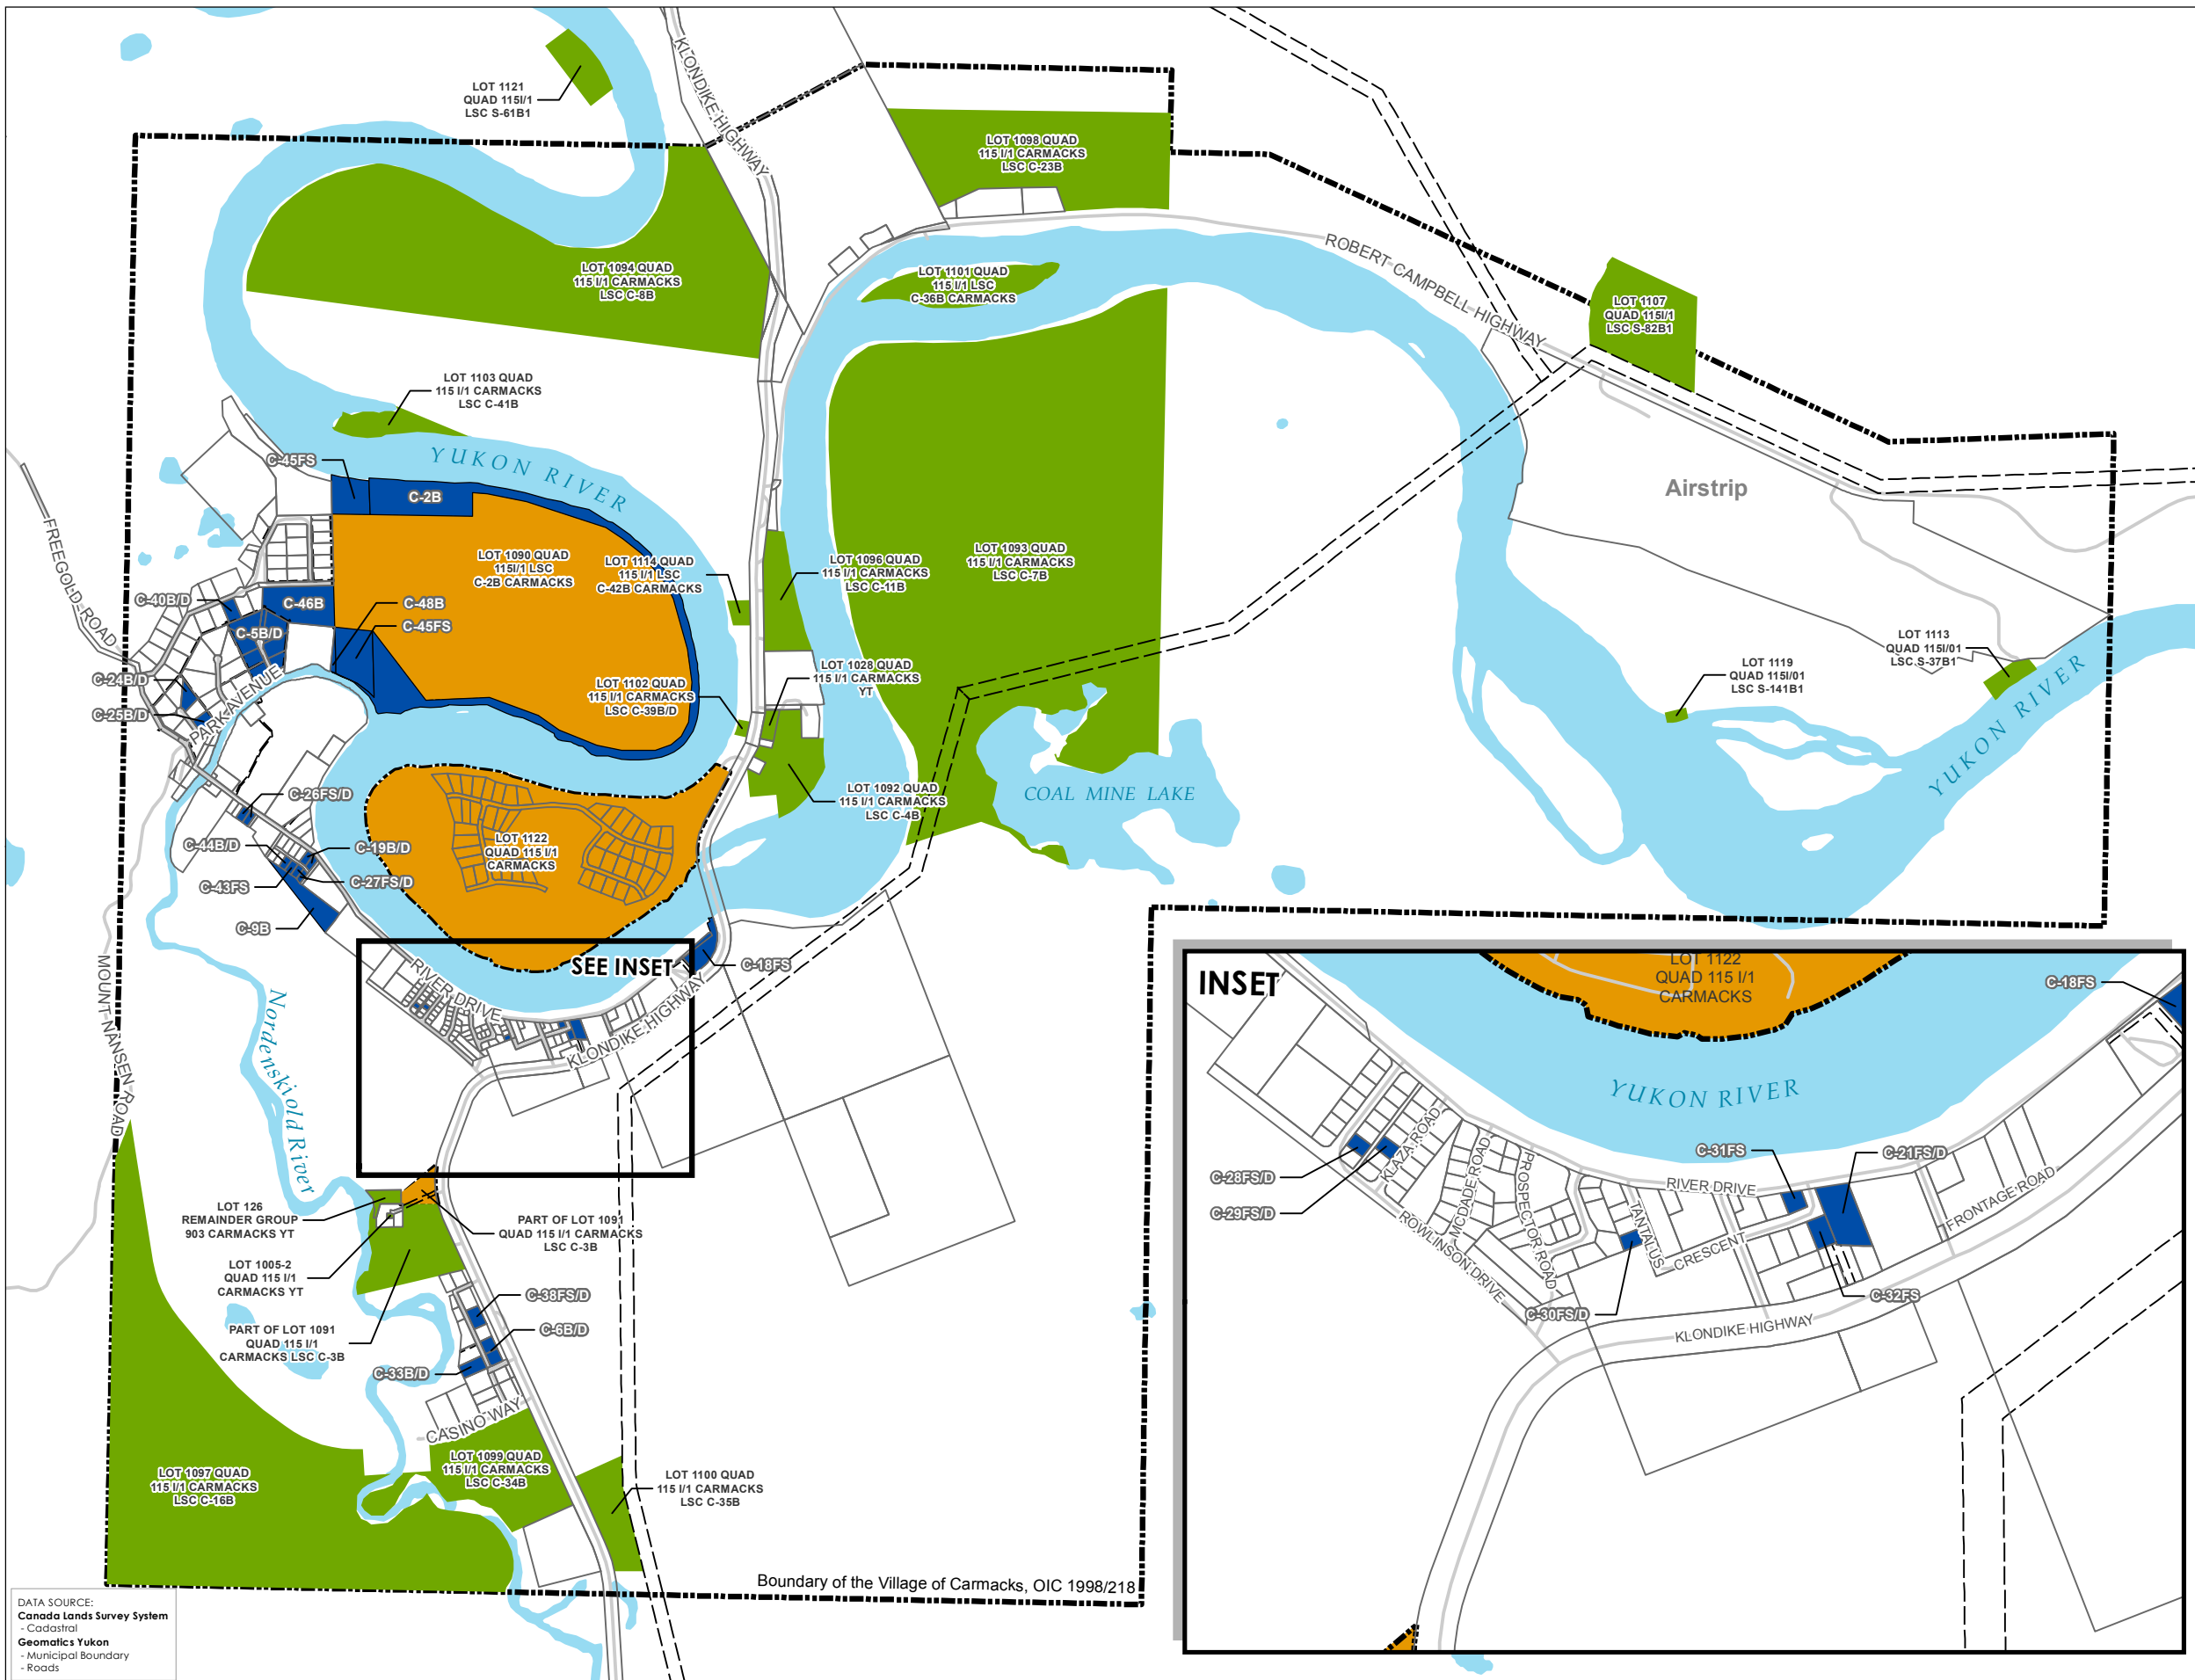 LOT 1121
QUAD 115I/1
LSC S-61B1
KLONDIKE HIGHWAY
LOT 1098 QUAD
115 I/1 CARMACKS
LSC C-23B
LOT 1094 QUAD
115 I/1 CARMACKS
LSC C-8B
LOT 1101 QUAD
115 I/1 LSC
C-36B CARMACKS
ROBERT CAMPBELL HIGHWAY
LOT 1107
QUAD 115I/1
LSC S-82B1
LOT 1103 QUAD
115 I/1 CARMACKS
LSC C-41B
YUKON RIVER
C-45FS
C-2B
Airstrip
FREEGOLD ROAD
LOT 1090 QUAD
115I/1 LSC
C-2B CARMACKS
LOT 1114 QUAD
115 I/1 LSC
C-42B CARMACKS
LOT 1096 QUAD
115 I/1 CARMACKS
LSC C-11B
LOT 1093 QUAD
115 I/1 CARMACKS
LSC C-7B
C-40B/D
C-46B
C-48B
C-45FS
C-5B/D
C-24B/D
C-25B/D
PARK AVENUE
LOT 1102 QUAD
115 I/1 CARMACKS
LSC C-39B/D
LOT 1028 QUAD
115 I/1 CARMACKS
YT
LOT 1119
QUAD 115I/01
LSC S-141B1
LOT 1113
QUAD 115I/01
LSC S-37B1
YUKON RIVER
COAL MINE LAKE
LOT 1092 QUAD
115 I/1 CARMACKS
LSC C-4B
C-26FS/D
C-44B/D
C-19B/D
C-43FS
C-27FS/D
C-9B
LOT 1122
QUAD 115 I/1
CARMACKS
SEE INSET
C-18FS
RIVER DRIVE
KLONDIKE HIGHWAY
MOUNT NANSEN ROAD
Nordenskiold River
LOT 126
REMAINDER GROUP
903 CARMACKS YT
PART OF LOT 1091
QUAD 115 I/1 CARMACKS
LSC C-3B
LOT 1005-2
QUAD 115 I/1
CARMACKS YT
PART OF LOT 1091
QUAD 115 I/1
CARMACKS LSC C-3B
C-38FS/D
C-6B/D
C-33B/D
CASINO WAY
LOT 1097 QUAD
115 I/1 CARMACKS
LSC C-16B
LOT 1099 QUAD
115 I/1 CARMACKS
LSC C-34B
LOT 1100 QUAD
115 I/1 CARMACKS
LSC C-35B
Boundary of the Village of Carmacks, OIC 1998/218
INSET
LOT 1122
QUAD 115 I/1
CARMACKS
C-18FS
YUKON RIVER
C-31FS
C-21FS/D
C-28FS/D
C-29FS/D
KLAZA ROAD
MCDADE ROAD
PROSPECTOR ROAD
ROWLINSON DRIVE
RIVER DRIVE
TANTALUS
CRESCENT
FRONTAGE ROAD
C-30FS/D
C-32FS
KLONDIKE HIGHWAY
DATA SOURCE:
Canada Lands Survey System
- Cadastral
Geomatics Yukon
- Municipal Boundary
- Roads